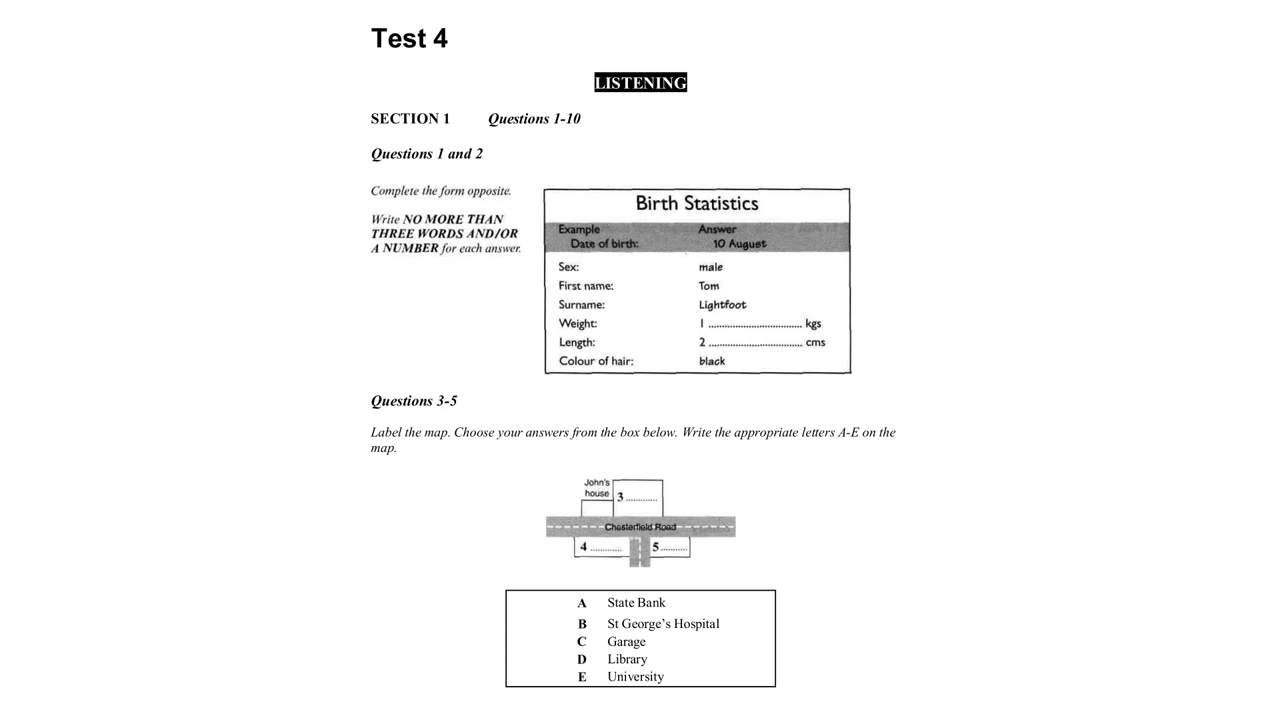 Test 4
LISTENING
SECTION 1 Questions 1-10
Questions 1 and 2
Complete the form opposite.
Write NO MORE THAN
THREE WORDS AND/OR
A NUMBER for each answer.
Birth Statistics
Example Answer
Date of birth: 10 August
Sex: male
First name: Tom
Surname: Lightfoot
Weight: 1 .................................. kgs
Length: 2 .................................. cms
Colour of hair: black
Questions 3-5
Label the map. Choose your answers from the box below. Write the appropriate letters A-E on the
map.
John's
house
3 ............
Chesterfield Road
4 ............ 5 ..........
A State Bank
B St George’s Hospital
C Garage
D Library
E University